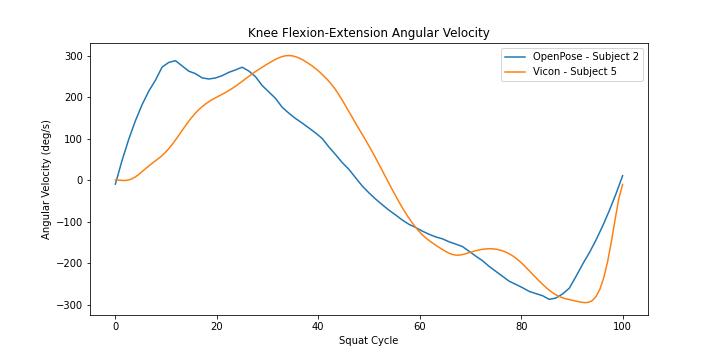 Knee Flexion-Extension Angular Velocity
OpenPose - Subject 2
Vicon - Subject 5
Angular Velocity (deg/s)
300
200
100
0
−100
−200
−300
0 20 40 60 80 100
Squat Cycle